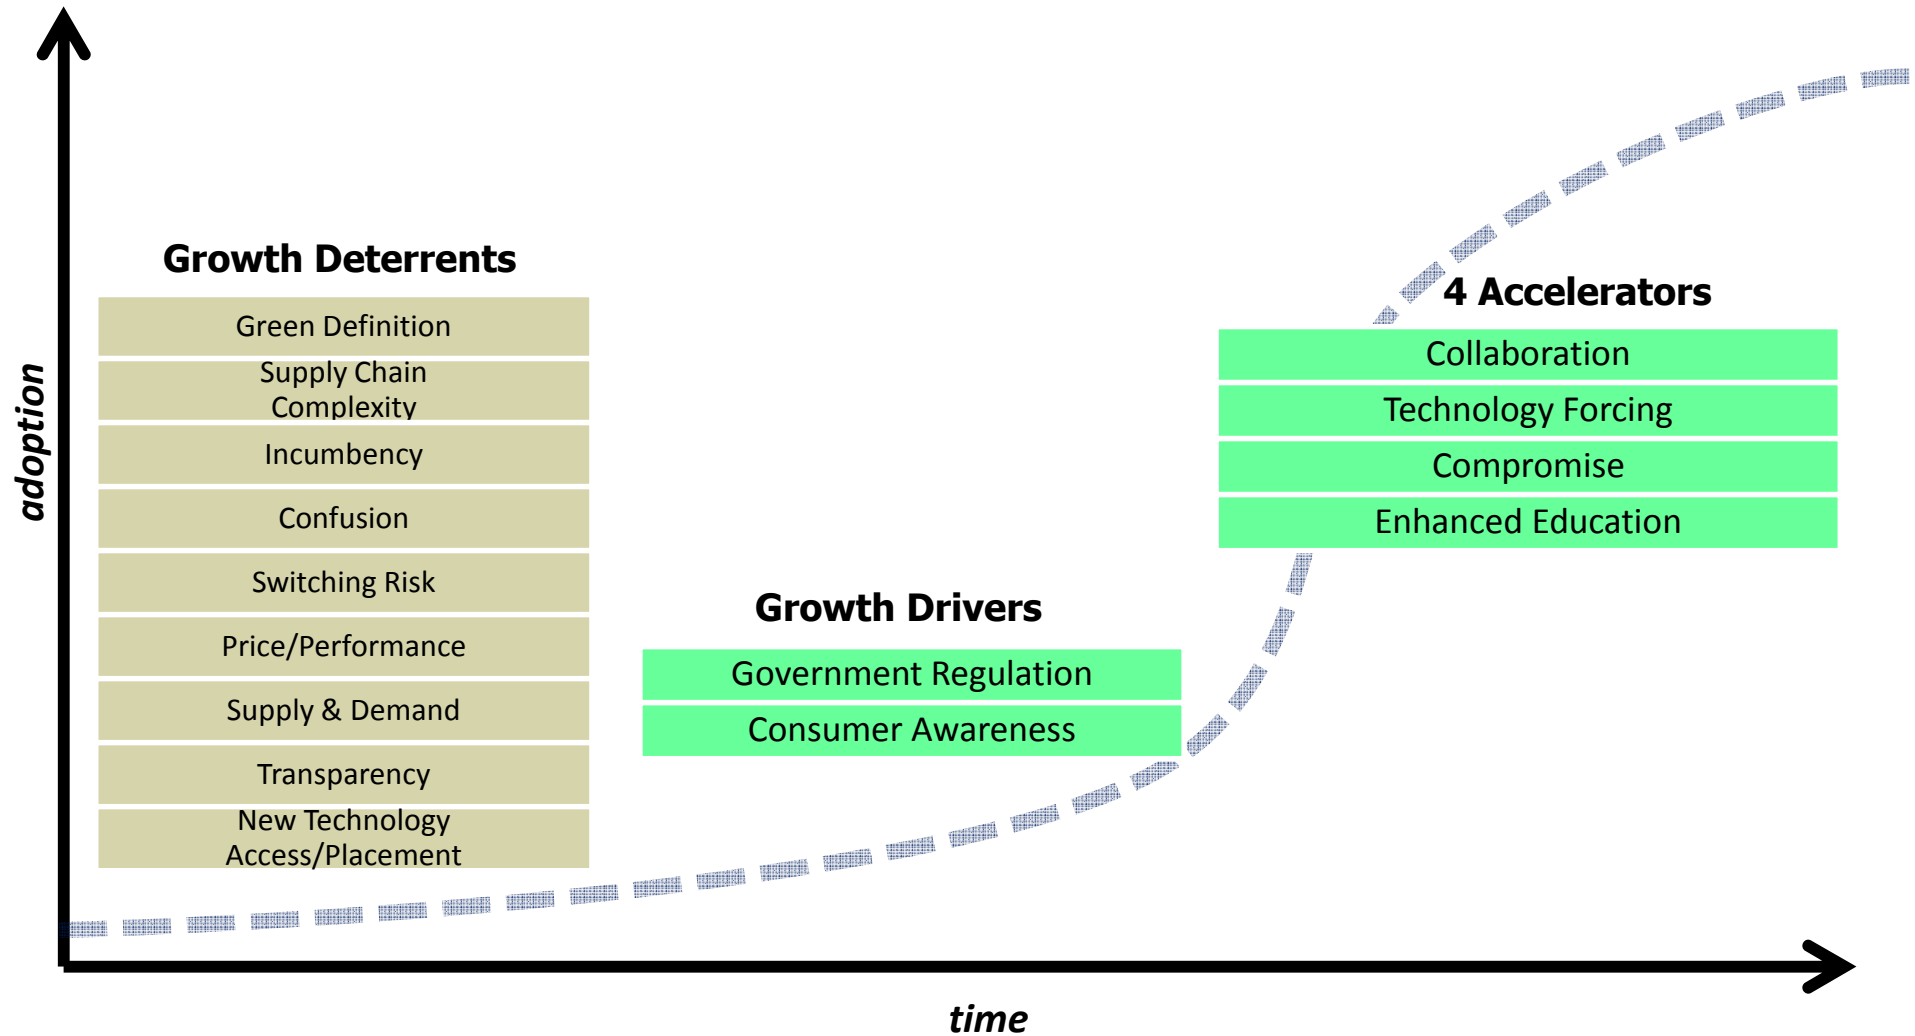 adoption
Growth Deterrents
Green Definition
Supply Chain
Complexity
Incumbency
Confusion
Switching Risk
Price/Performance
Supply & Demand
Transparency
New Technology
Access/Placement
Growth Drivers
Government Regulation
Consumer Awareness
4 Accelerators
Collaboration
Technology Forcing
Compromise
Enhanced Education
time